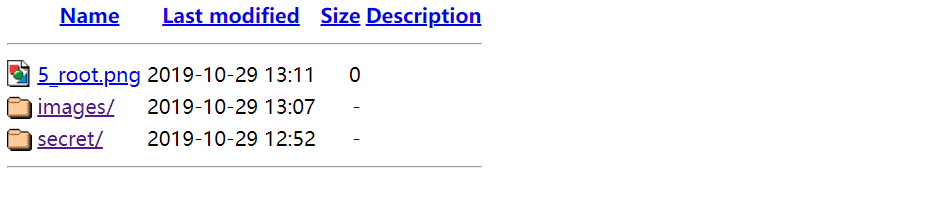 Name Last modified Size Description
5_root.png 2019-10-29 13:11 0
images/ 2019-10-29 13:07 -
secret/ 2019-10-29 12:52 -